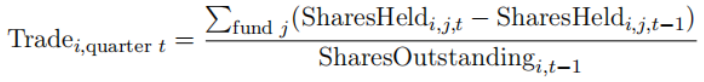 Trade_{i,quarter t} = \frac{\sum_{fund j}(SharesHeld_{i,j,t} − SharesHeld_{i,j,t−1})}{SharesOutstanding_{i,t−1}}